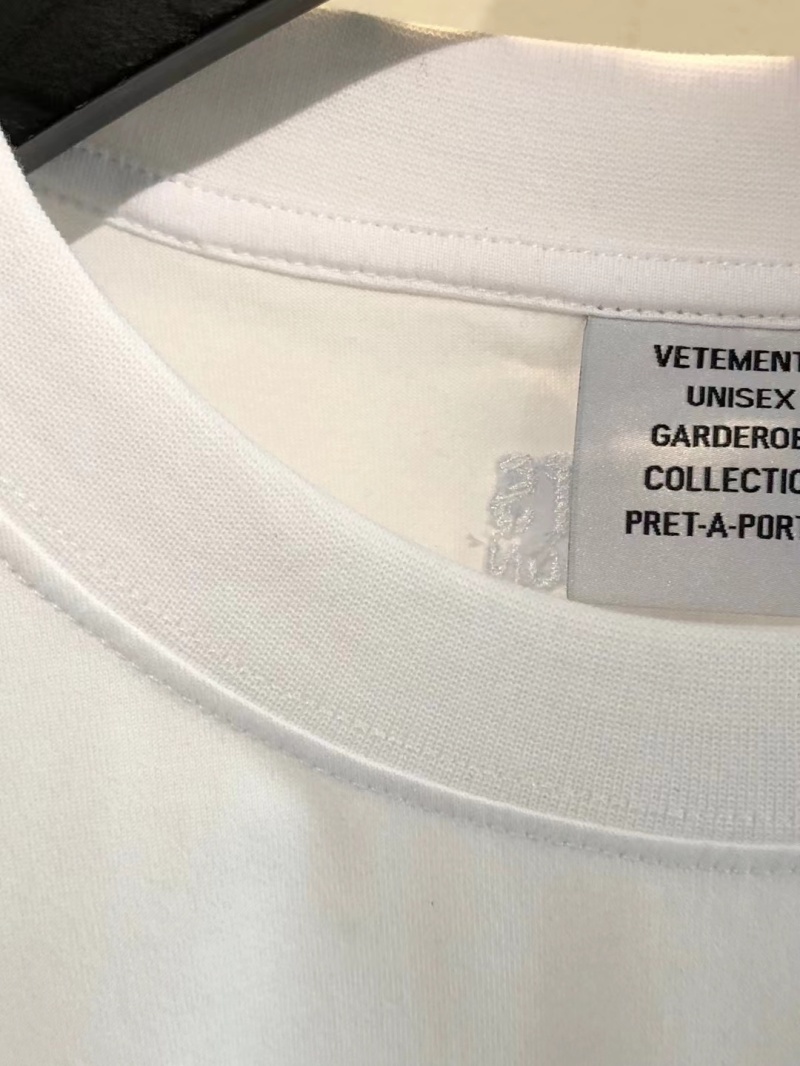 VETEMENT
UNISEX
GARDEROB
COLLECTIO
PRET-A-PORT